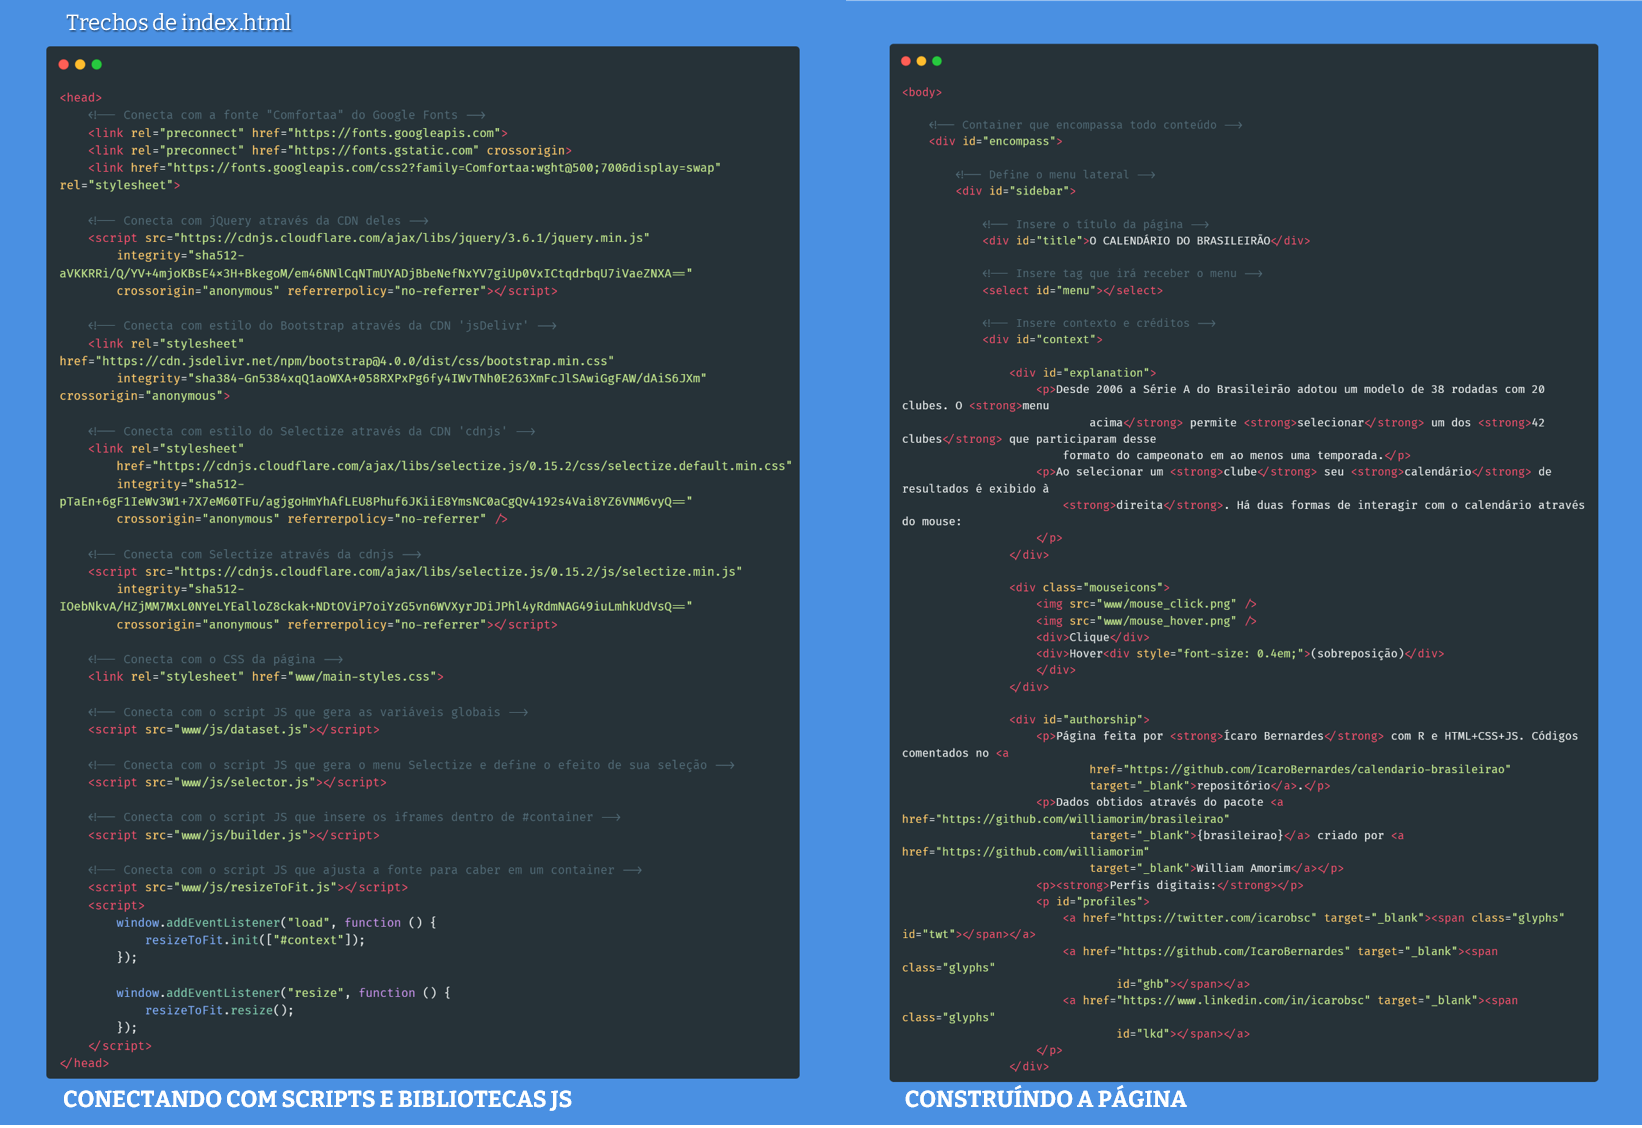 Trechos de index.html
<head>
<!-- Conecta com a fonte "Comfortaa" do Google Fonts -->
<link rel="preconnect" href="https://fonts.googleapis.com">
<link rel="preconnect" href="https://fonts.gstatic.com" crossorigin>
<link href="https://fonts.googleapis.com/css2?family=Comfortaa:wght@500;700&display=swap"
rel="stylesheet">
<!-- Conecta com jQuery através da CDN deles -->
<script src="https://cdnjs.cloudflare.com/ajax/libs/jquery/3.6.1/jquery.min.js"
integrity="sha512-
aVKKRRi/Q/YV+4mjoKBsE4x3H+BkegoM/em46NNlCqNTmUYADjBbeNefNxYV7giUp0VxICtqdrbqU7iVaeZNXA=="
crossorigin="anonymous" referrerpolicy="no-referrer"></script>
<!-- Conecta com estilo do Bootstrap através da CDN 'jsDelivr' -->
<link rel="stylesheet"
href="https://cdn.jsdelivr.net/npm/bootstrap@4.0.0/dist/css/bootstrap.min.css"
integrity="sha384-Gn5384xqQ1aoWXA+058RXPxPg6fy4IWvTNh0E263XmFcJlSAwiGgFAW/dAiS6JXm"
crossorigin="anonymous">
<!-- Conecta com estilo do Selectize através da CDN 'cdnjs' -->
<link rel="stylesheet"
href="https://cdnjs.cloudflare.com/ajax/libs/selectize.js/0.15.2/css/selectize.default.min.css"
integrity="sha512-
pTaEn+6gF1IeWv3W1+7X7eM60TFu/agjgoHmYhAfLEU8Phuf6JKiiE8YmsNC0aCgQv4192s4Vai8YZ6VNM6vyQ=="
crossorigin="anonymous" referrerpolicy="no-referrer" />
<!-- Conecta com Selectize através da cdnjs -->
<script src="https://cdnjs.cloudflare.com/ajax/libs/selectize.js/0.15.2/js/selectize.min.js"
integrity="sha512-
IOebNkvA/HZjMM7MxL0NYeLYEalloZ8ckak+NDtOViP7oiYzG5vn6WVXyrJDiJPhl4yRdmNAG49iuLmhkUdVsQ=="
crossorigin="anonymous" referrerpolicy="no-referrer"></script>
<!-- Conecta com o CSS da página -->
<link rel="stylesheet" href="www/main-styles.css">
<!-- Conecta com o script JS que gera as variáveis globais -->
<script src="www/js/dataset.js"></script>
<!-- Conecta com o script JS que gera o menu Selectize e define o efeito de sua seleção -->
<script src="www/js/selector.js"></script>
<!-- Conecta com o script JS que insere os iframes dentro de #container -->
<script src="www/js/builder.js"></script>
<!-- Conecta com o script JS que ajusta a fonte para caber em um container -->
<script src="www/js/resizeToFit.js"></script>
<script>
window.addEventListener("load", function () {
resizeToFit.init(["#context"]);
});
window.addEventListener("resize", function () {
resizeToFit.resize();
});
</script>
</head>
CONECTANDO COM SCRIPTS E BIBLIOTECAS JS
<body>
<!-- Container que encompassa todo conteúdo -->
<div id="encompass">
<!-- Define o menu lateral -->
<div id="sidebar">
<!-- Insere o título da página -->
<div id="title">O CALENDÁRIO DO BRASILEIRÃO</div>
<!-- Insere tag que irá receber o menu -->
<select id="menu"></select>
<!-- Insere contexto e créditos -->
<div id="context">
<div id="explanation">
<p>Desde 2006 a Série A do Brasileirão adotou um modelo de 38 rodadas com 20
clubes. O <strong>menu
acima</strong> permite <strong>selecionar</strong> um dos <strong>42
clubes</strong> que participaram desse
formato do campeonato em ao menos uma temporada.</p>
<p>Ao selecionar um <strong>clube</strong> seu <strong>calendário</strong> de
resultados é exibido à
<strong>direita</strong>. Há duas formas de interagir com o calendário através
do mouse:
</p>
</div>
<div class="mouseicons">
<img src="www/mouse_click.png" />
<img src="www/mouse_hover.png" />
<div>Clique</div>
<div>Hover<div style="font-size: 0.4em;">(sobreposição)</div>
</div>
</div>
<div id="authorship">
<p>Página feita por <strong>Ícaro Bernardes</strong> com R e HTML+CSS+JS. Códigos
comentados no <a
href="https://github.com/IcaroBernardes/calendario-brasileirao"
target="_blank">repositório</a>.</p>
<p>Dados obtidos através do pacote <a
href="https://github.com/williamorim/brasileirao"
target="_blank">{brasileirao}</a> criado por <a
href="https://github.com/williamorim"
target="_blank">William Amorim</a></p>
<p><strong>Perfis digitais:</strong></p>
<p id="profiles">
<a href="https://twitter.com/icarobsc" target="_blank"><span class="glyphs"
id="twt"></span></a>
<a href="https://github.com/IcaroBernardes" target="_blank"><span
class="glyphs"
id="ghb"></span></a>
<a href="https://www.linkedin.com/in/icarobsc" target="_blank"><span
class="glyphs"
id="lkd"></span></a>
</p>
</div>
CONSTRUÍNDO A PÁGINA